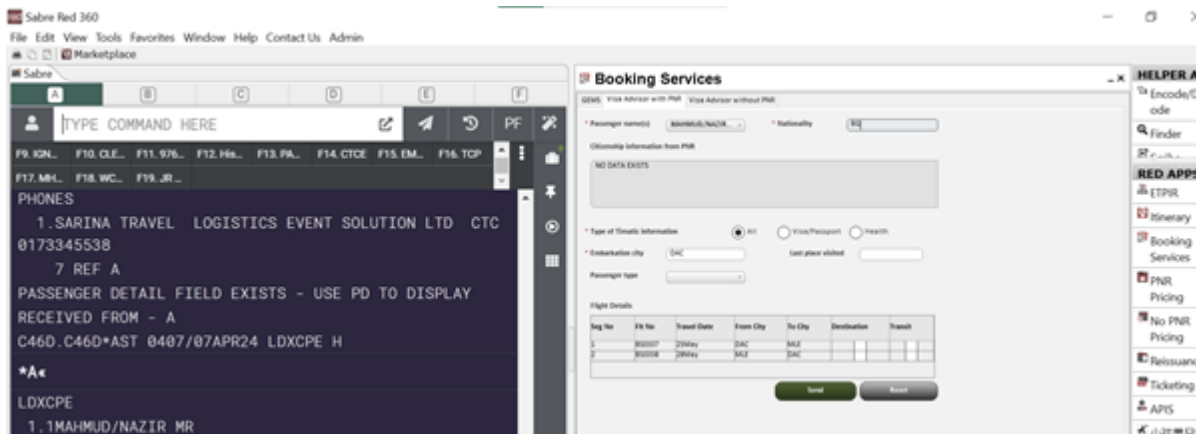 Sabre Red 360
File Edit View Tools Favorites Window Help Contact Us Admin
Marketplace
Sabre
A B C D E F
TYPE COMMAND HERE
PF
F9. IGN... F10. CLE... F11. 976... F12. His... F13. PA... F14. CTCE F15. EM... F16. TOP
F17. MH... F18. WC... F19. JR ...
PHONES
1.SARINA TRAVEL LOGISTICS EVENT SOLUTION LTD CTC
0173345538
7 REF A
PASSENGER DETAIL FIELD EXISTS - USE PD TO DISPLAY
RECEIVED FROM - A
C46D.C46D*AST 0407/07APR24 LDXCPE H
*A«
LDXCPE
1.1MAHMUD/NAZIR MR
Booking Services
GEMS Visa Advisor with PNR Visa Advisor without PNR
* Passenger name(s) MAHMUD/NAZIR... * Nationality
Citizenship information from PNR
NO DATA EXISTS
* Type of Timatic information All Visa/Passport Health
* Embarkation city DAC Last place visited
Passenger type
Flight Details
Seg No Flt No Travel Date From City To City Destination Transit
1 DAC MLE
2 MLE DAC
Send Reset
HELPER A
Encode/D
ode
Finder
RED APPS
ETPIR
Itinerary
Booking
Services
PNR
Pricing
No PNR
Pricing
Reissuanc
Ticketing
APIS